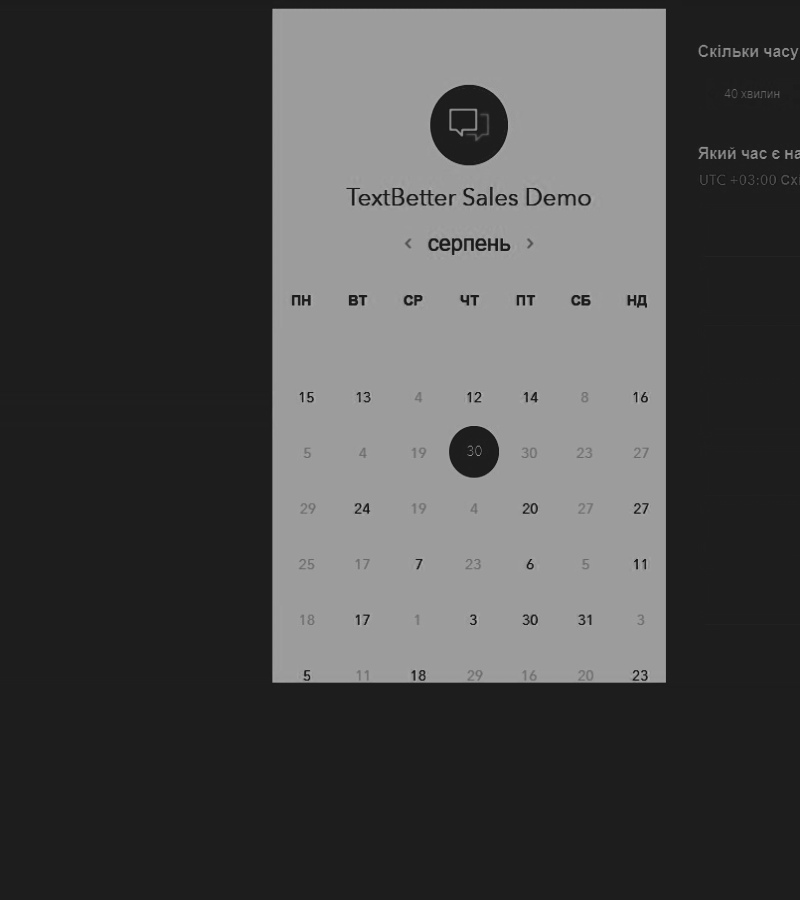 TextBetter Sales Demo
серпень
ПН ВТ СР ЧТ ПТ СБ НД
15 13 4 12 14 8 16
5 4 19 30 30 23 27
29 24 19 4 20 27 27
25 17 7 23 6 5 11
18 17 1 3 30 31 3
5 11 18 29 16 20 23
Скільки часу
40 хвилин
Який час є на
UTC +03:00 Схі